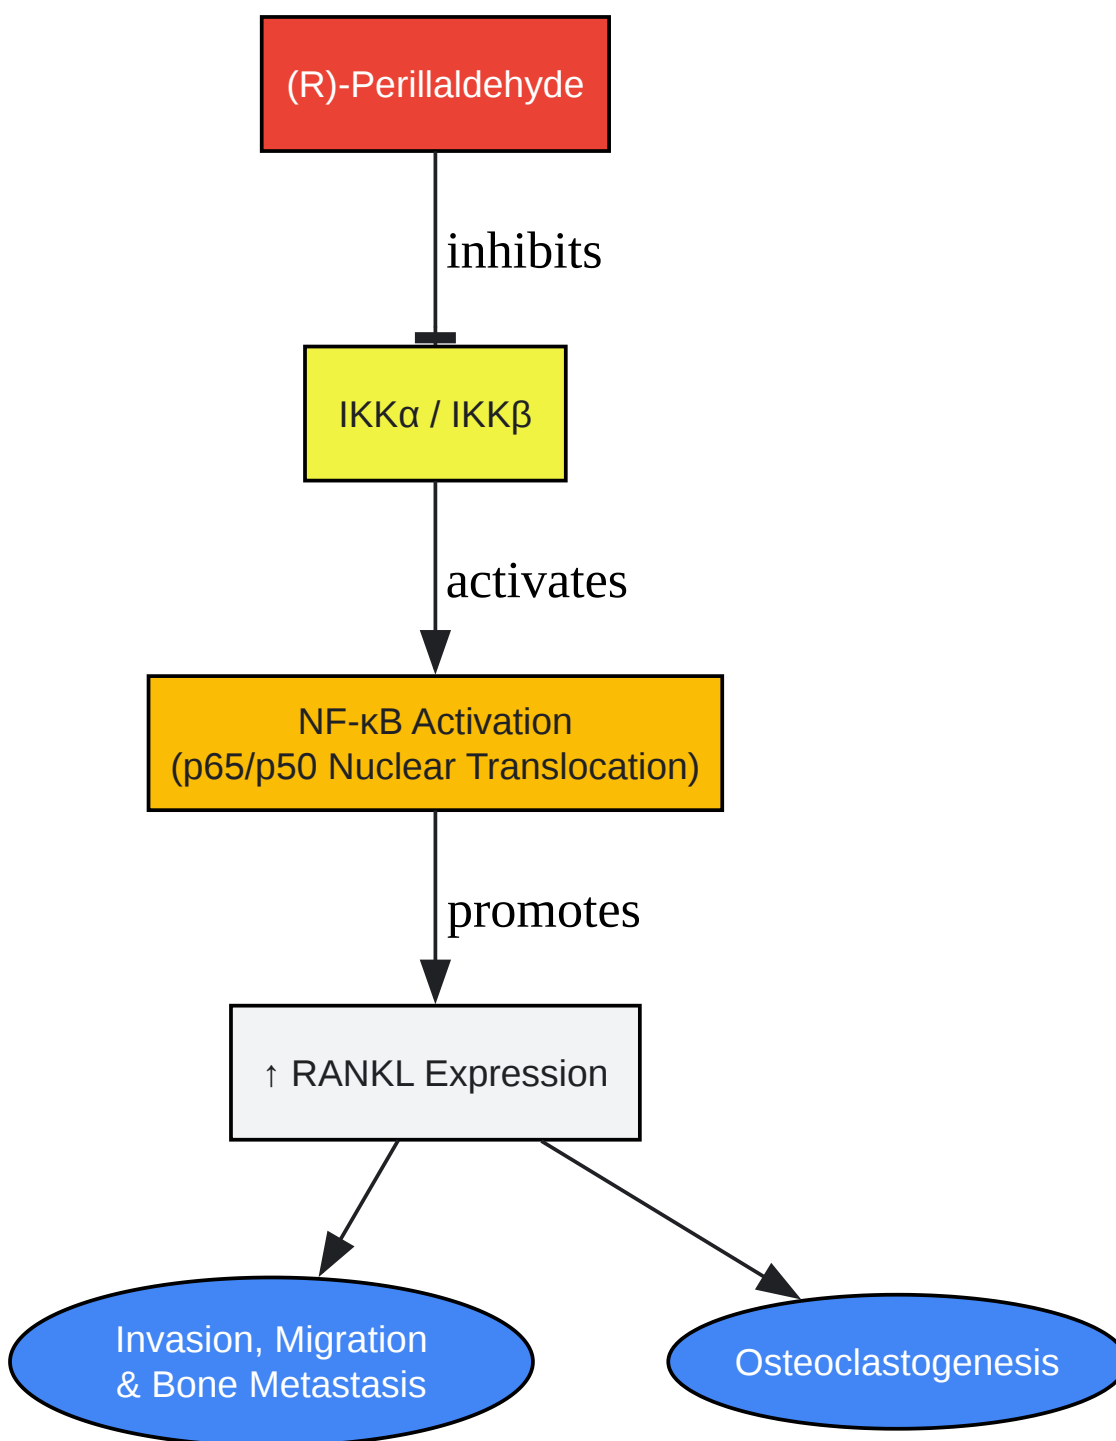 (R)-Perillaldehyde
inhibits
IKKα / IKKβ
activates
NF-κB Activation
(p65/p50 Nuclear Translocation)
promotes
↑ RANKL Expression
Invasion, Migration
& Bone Metastasis
Osteoclastogenesis